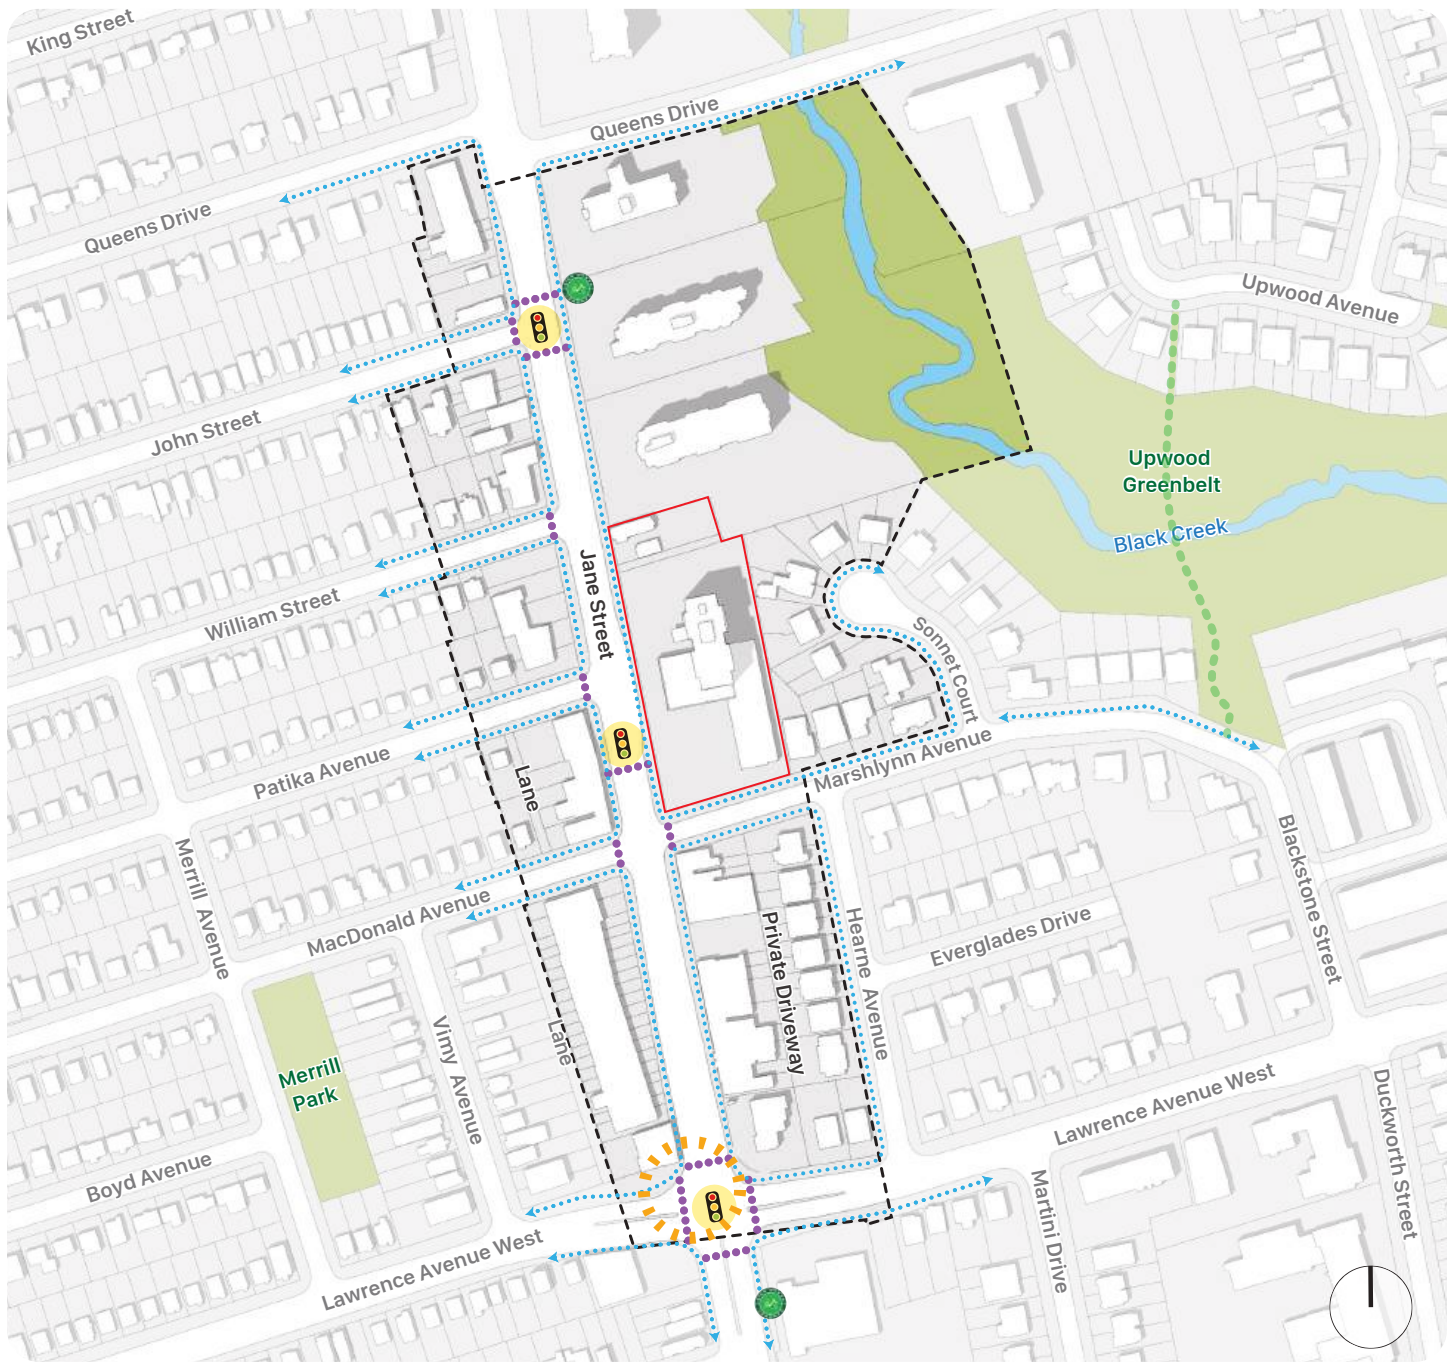 King Street
Queens Drive
Queens Drive
Upwood Avenue
John Street
Upwood
Greenbelt
Black Creek
Jane Street
William Street
Sonnet Court
Patika Avenue
Lane
Marshlynn Avenue
Merrill Avenue
Blackstone Street
MacDonald Avenue
Private Driveway
Hearne Avenue
Everglades Drive
Vimy Avenue
Lane
Merrill
Park
Lawrence Avenue West
Duckworth Street
Boyd Avenue
Martini Drive
Lawrence Avenue West